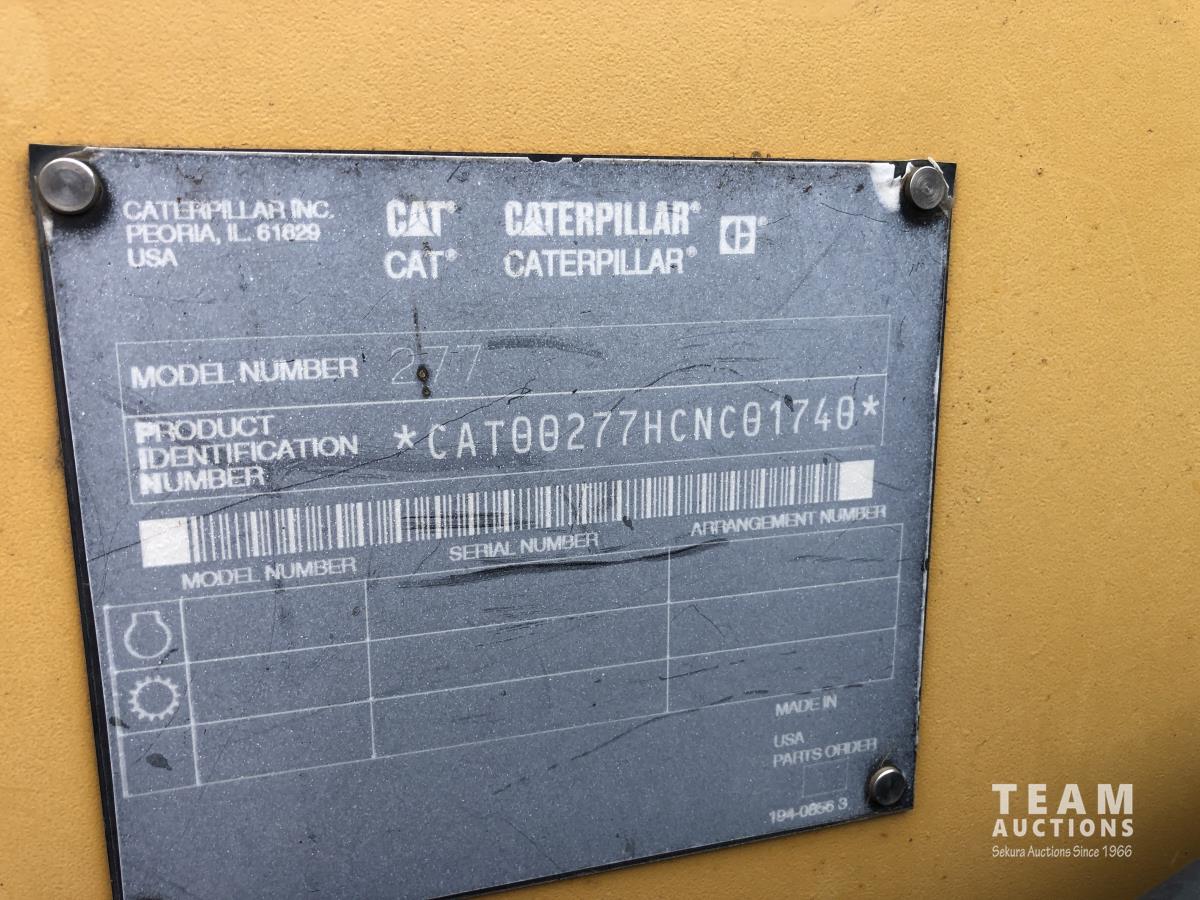 CATERPILLAR INC.
PEORIA, IL. 61629
USA
CAT® CATERPILLAR®
CAT® CATERPILLAR®
MODEL NUMBER 277
PRODUCT
IDENTIFICATION
NUMBER
*CAT00277HCNC01740*
MODEL NUMBER SERIAL NUMBER ARRANGEMENT NUMBER
MADE IN
USA
PARTS ORDER
194-0856 3
TEAM
AUCTIONS
Sekura Auctions Since 1966